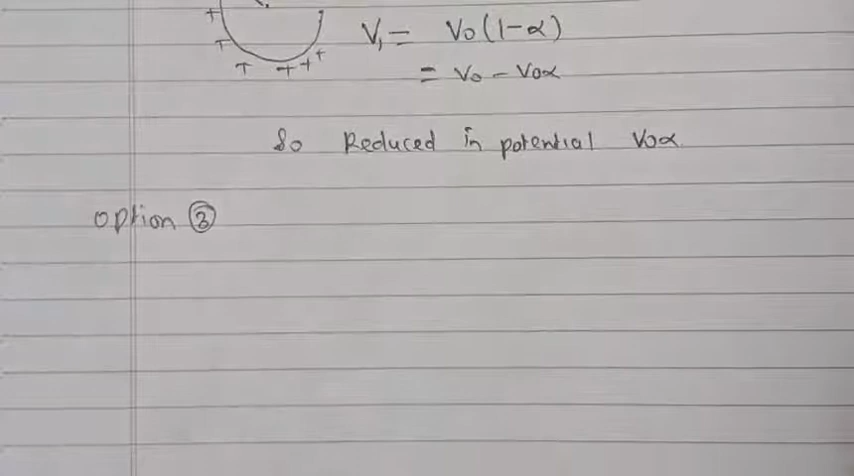 V₁ = V₀(1-α)
= V₀ - V₀α
So Reduced in potential V₀α
option ③